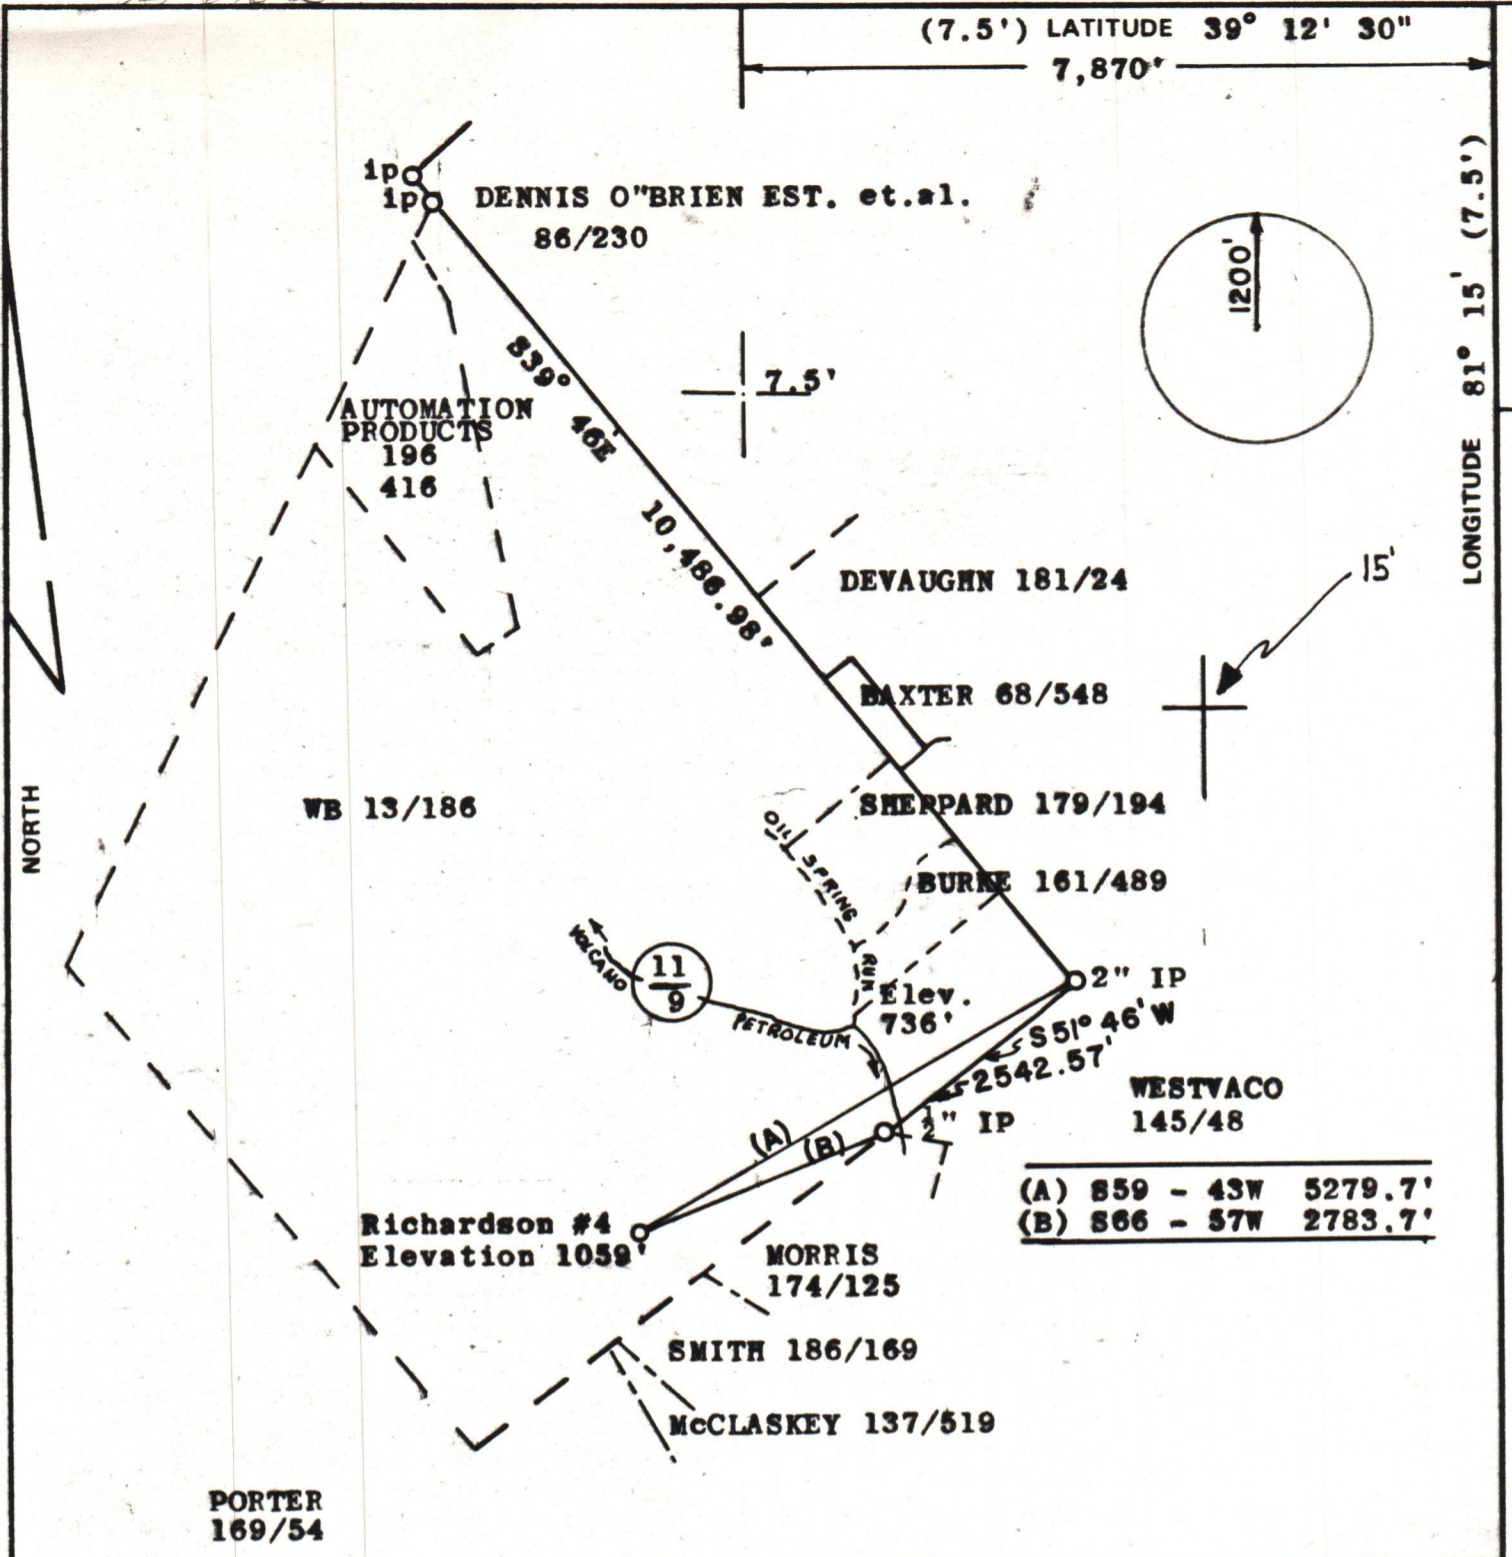 (7.5') LATITUDE 39° 12' 30"
7,870'
LONGITUDE 81° 15' (7.5')
ip
ip
DENNIS O"BRIEN EST. et.al.
86/230
1200'
S39° 46'E 10,486.98'
7.5'
AUTOMATION
PRODUCTS
196
416
15'
DEVAUGHN 181/24
BAXTER 68/548
NORTH
WB 13/186
SHEPPARD 179/194
OIL SPRING RUN
BURKE 161/489
VOLCANO
11
9
PETROLEUM
Elev.
736'
2" IP
S51° 46' W
2542.57'
WESTVACO
145/48
1/2" IP
(A)
(B)
(A) S59 - 43W 5279.7'
(B) S66 - 57W 2783.7'
Richardson #4
Elevation 1059'
MORRIS
174/125
SMITH 186/169
McCLASKEY 137/519
PORTER
169/54